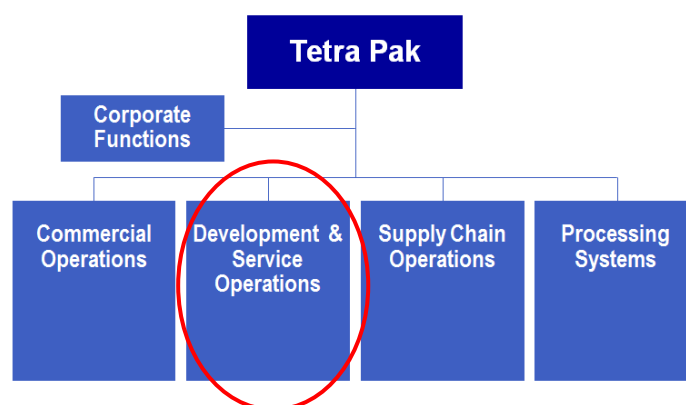 Tetra Pak
Corporate
Functions
Commercial
Operations
Development &
Service
Operations
Supply Chain
Operations
Processing
Systems